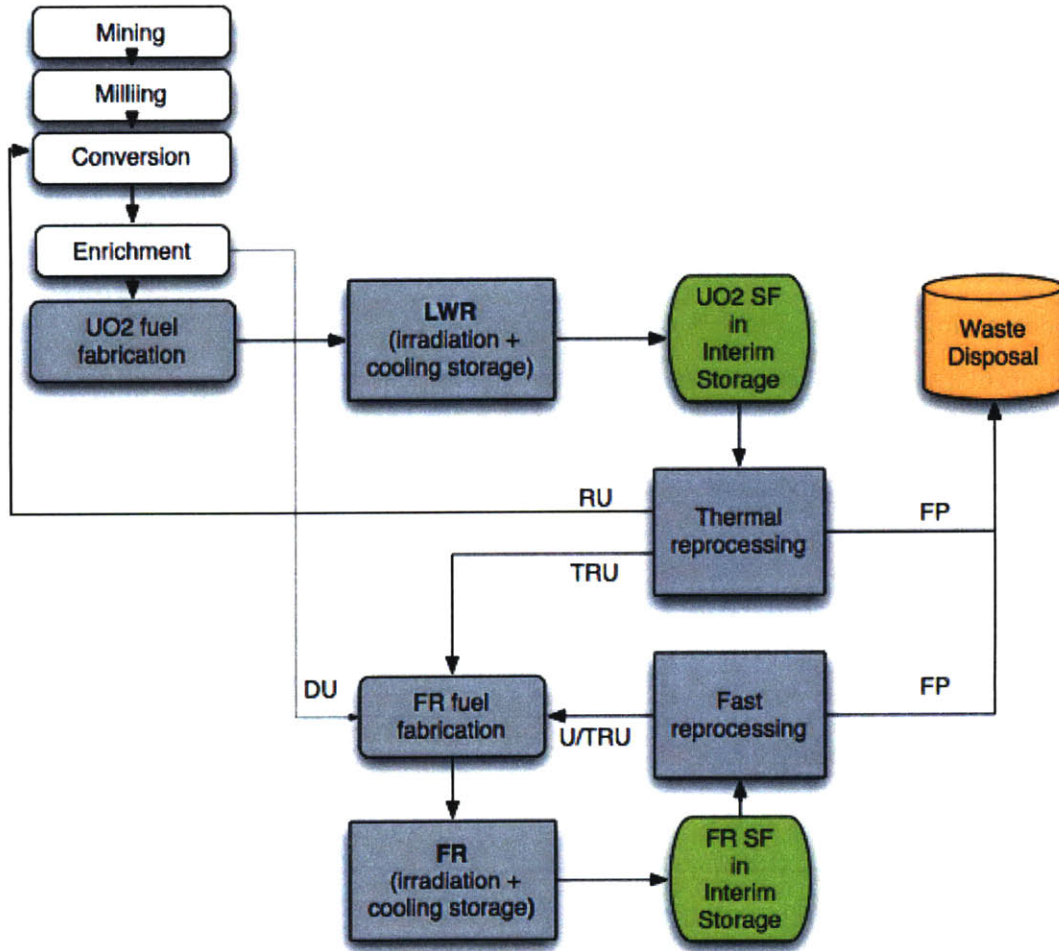 Mining
Milliing
Conversion
Enrichment
UO2 fuel
fabrication
LWR
(irradiation +
cooling storage)
UO2 SF
in
Interim
Storage
Waste
Disposal
RU
Thermal
reprocessing
FP
TRU
DU
FR fuel
fabrication
U/TRU
Fast
reprocessing
FP
FR
(irradiation +
cooling storage)
FR SF
in
Interim
Storage